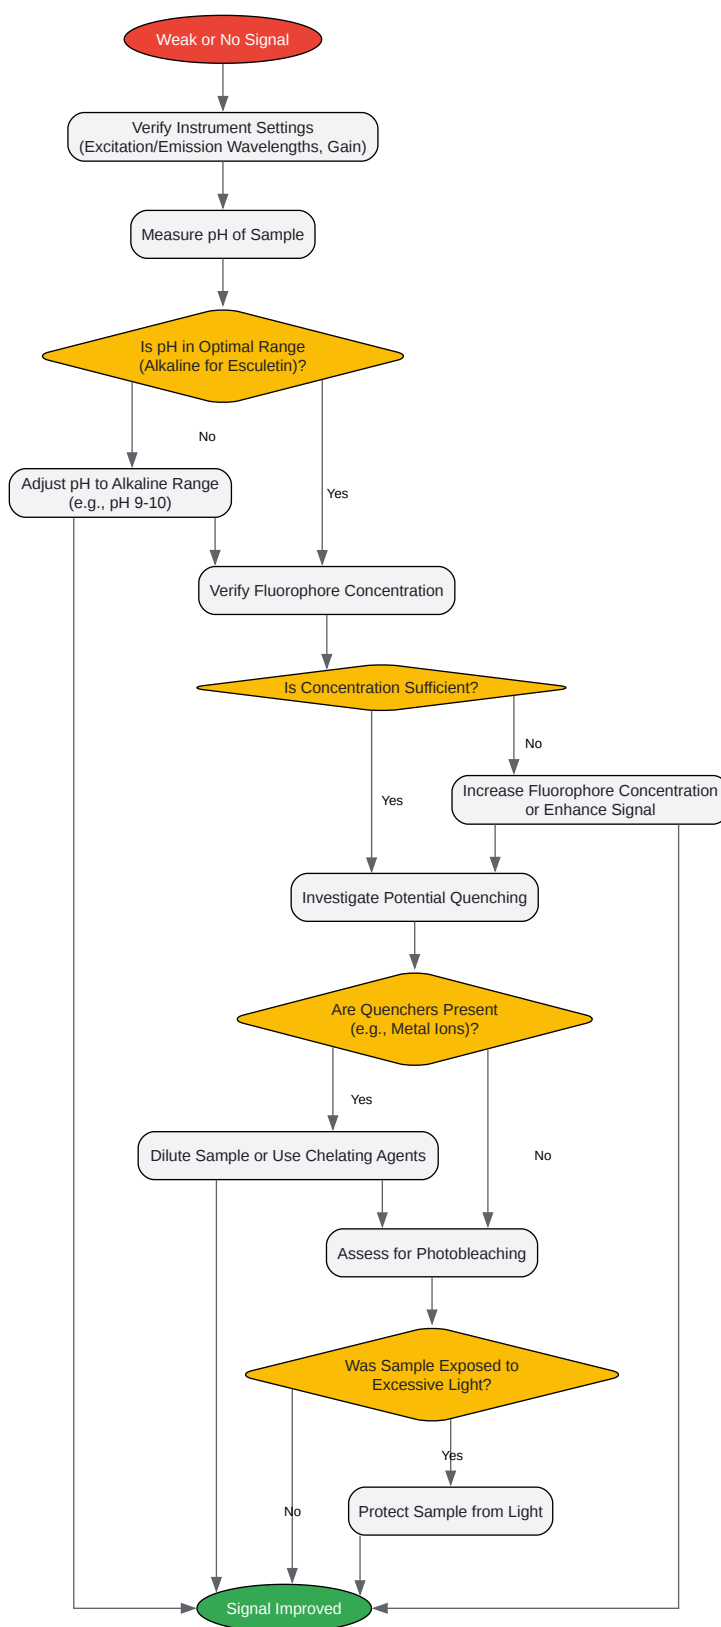 Weak or No Signal
Verify Instrument Settings
(Excitation/Emission Wavelengths, Gain)
Measure pH of Sample
Is pH in Optimal Range
(Alkaline for Esculetin)?
No
Adjust pH to Alkaline Range
(e.g., pH 9-10)
Yes
Verify Fluorophore Concentration
Is Concentration Sufficient?
No
Yes
Increase Fluorophore Concentration
or Enhance Signal
Investigate Potential Quenching
Are Quenchers Present
(e.g., Metal Ions)?
Yes
Dilute Sample or Use Chelating Agents
No
Assess for Photobleaching
Was Sample Exposed to
Excessive Light?
Yes
No
Protect Sample from Light
Signal Improved